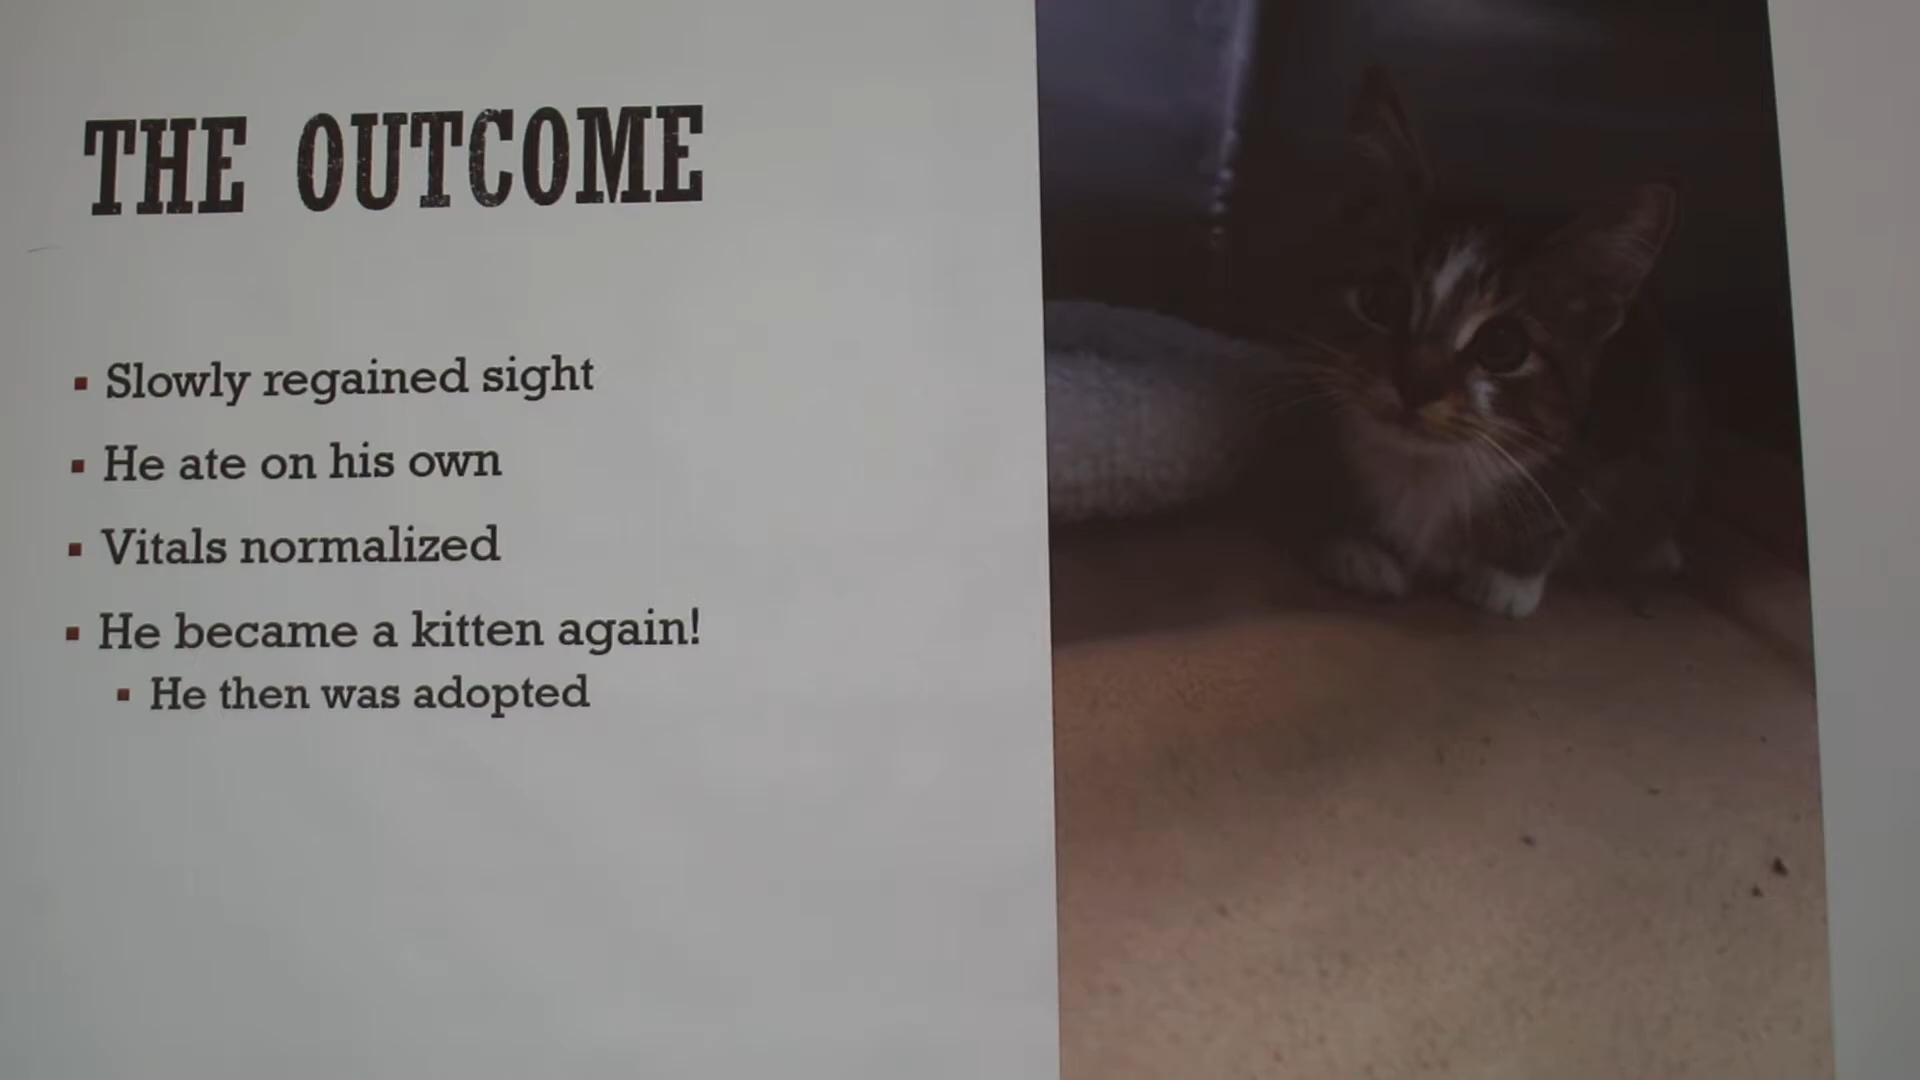 THE OUTCOME
Slowly regained sight
He ate on his own
Vitals normalized
He became a kitten again!
He then was adopted